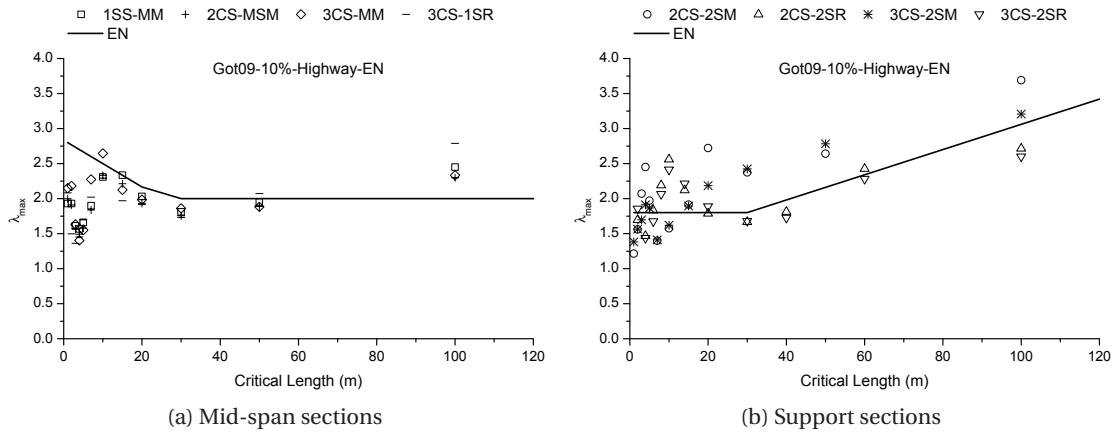 1SS-MM 2CS-MSM 3CS-MM 3CS-1SR
EN
Got09-10%-Highway-EN
4.0
3.5
3.0
2.5
2.0
1.5
1.0
0.5
0.0
λmax
0 20 40 60 80 100 120
Critical Length (m)
(a) Mid-span sections
2CS-2SM 2CS-2SR 3CS-2SM 3CS-2SR
EN
Got09-10%-Highway-EN
4.0
3.5
3.0
2.5
2.0
1.5
1.0
0.5
0.0
λmax
0 20 40 60 80 100 120
Critical Length (m)
(b) Support sections